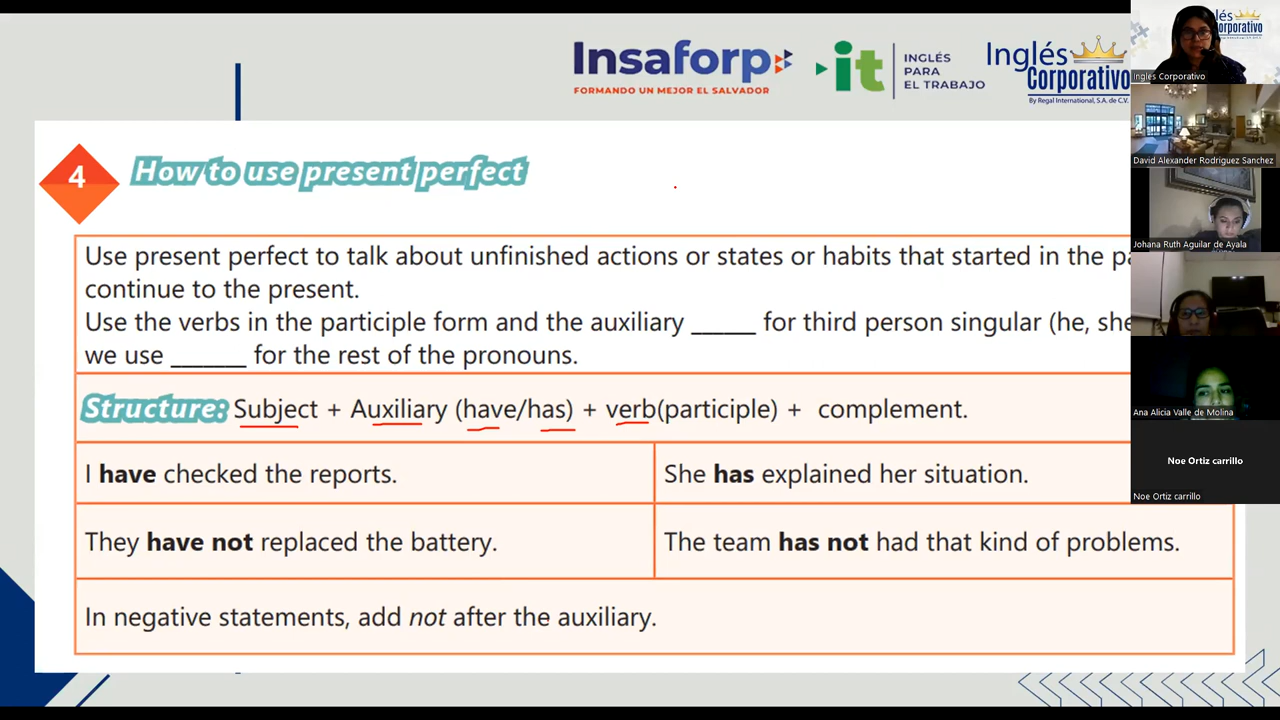 Insaforp
FORMANDO UN MEJOR EL SALVADOR
it
INGLÉS
PARA
EL TRABAJO
Inglés
Corporativo
By Regal International, S.A. de C.V.
4
How to use present perfect
Use present perfect to talk about unfinished actions or states or habits that started in the
continue to the present.
Use the verbs in the participle form and the auxiliary ______ for third person singular (he, she
we use _______ for the rest of the pronouns.
Structure: Subject + Auxiliary (have/has) + verb(participle) + complement.
I have checked the reports.
She has explained her situation.
They have not replaced the battery.
The team has not had that kind of problems.
In negative statements, add not after the auxiliary.
Inglés Corporativo
David Alexander Rodriguez Sanchez
Johana Ruth Aguilar de Ayala
Ana Alicia Valle de Molina
Noe Ortiz carrillo
Noe Ortiz carrillo